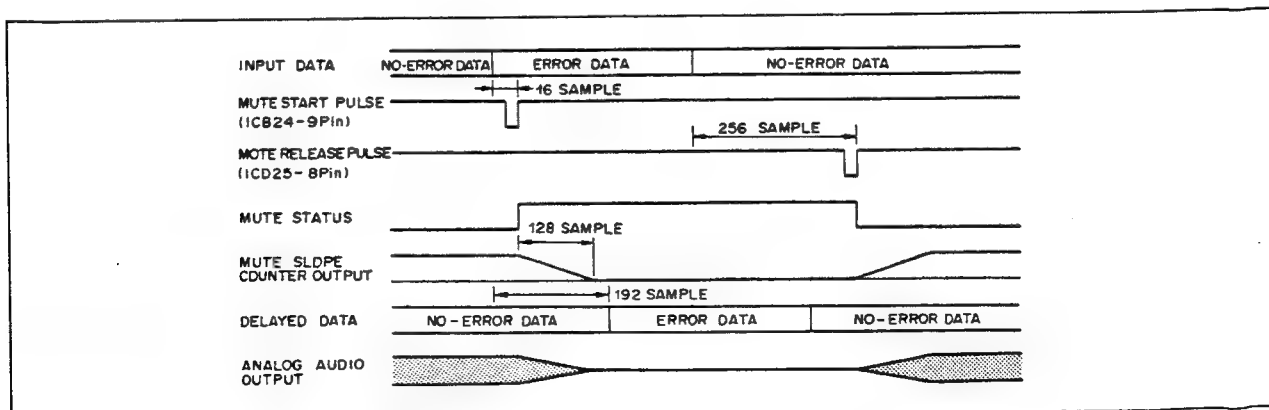 INPUT DATA
NO-ERROR DATA
ERROR DATA
NO-ERROR DATA
16 SAMPLE
MUTE START PULSE
(ICB24-9Pin)
256 SAMPLE
MOTE RELEASE PULSE
(ICD25-8Pin)
MUTE STATUS
128 SAMPLE
MUTE SLOPE
COUNTER OUTPUT
192 SAMPLE
DELAYED DATA
NO-ERROR DATA
ERROR DATA
NO-ERROR DATA
ANALOG AUDIO
OUTPUT